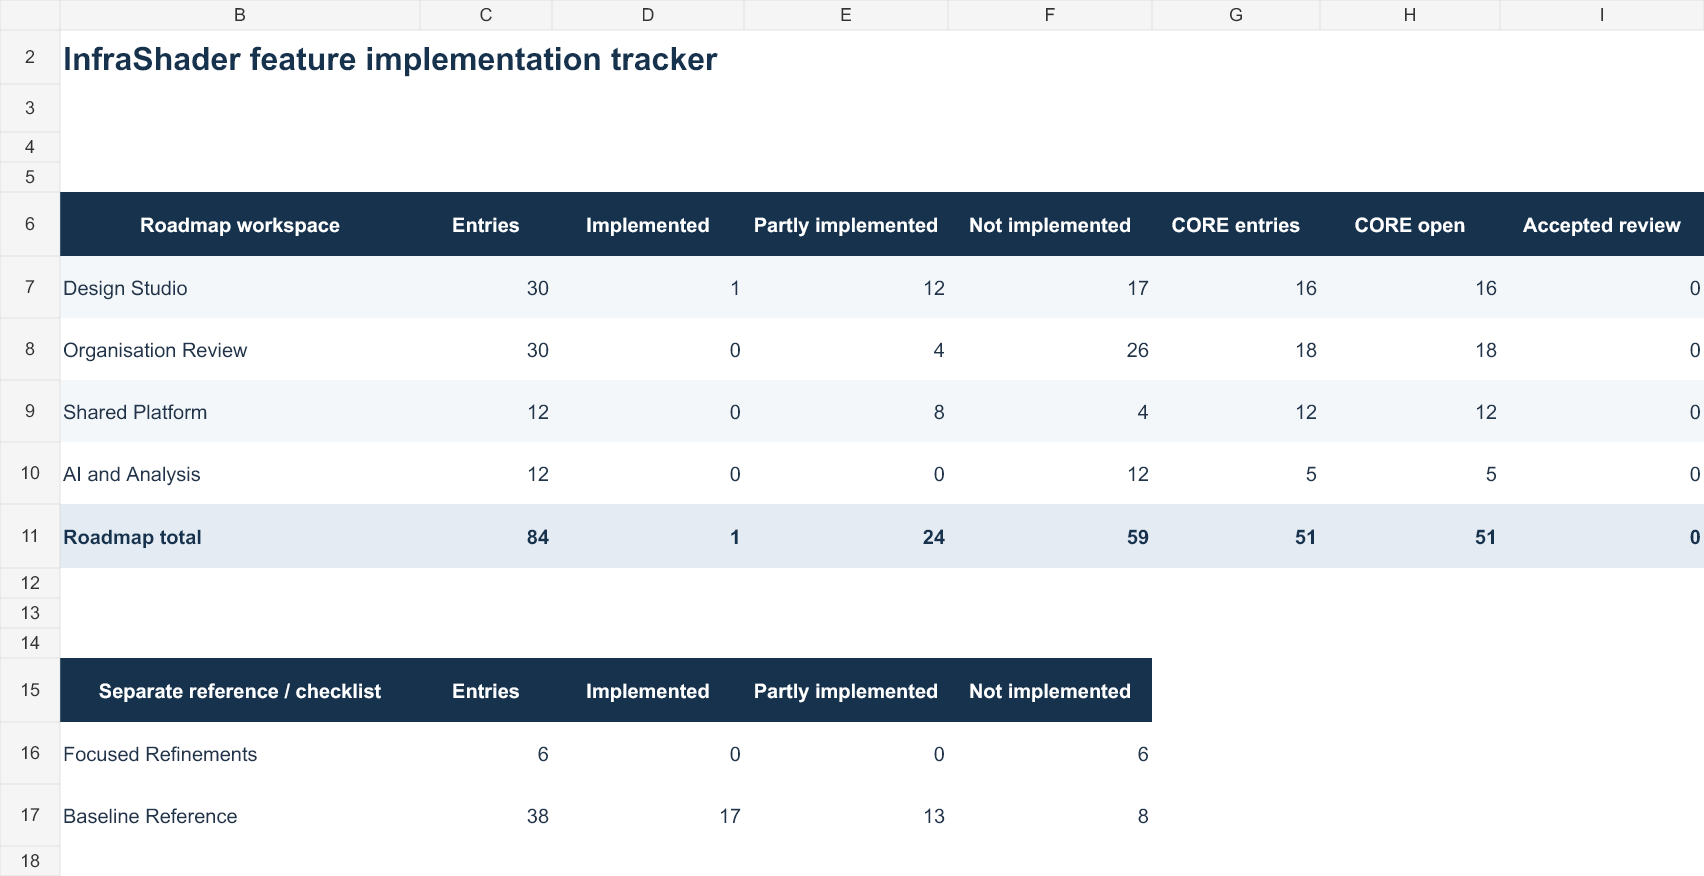 B C D E F G H I
2 InfraShader feature implementation tracker
3
4
5
6 Roadmap workspace Entries Implemented Partly implemented Not implemented CORE entries CORE open Accepted review
7 Design Studio 30 1 12 17 16 16 0
8 Organisation Review 30 0 4 26 18 18 0
9 Shared Platform 12 0 8 4 12 12 0
10 AI and Analysis 12 0 0 12 5 5 0
11 Roadmap total 84 1 24 59 51 51 0
12
13
14
15 Separate reference / checklist Entries Implemented Partly implemented Not implemented
16 Focused Refinements 6 0 0 6
17 Baseline Reference 38 17 13 8
18